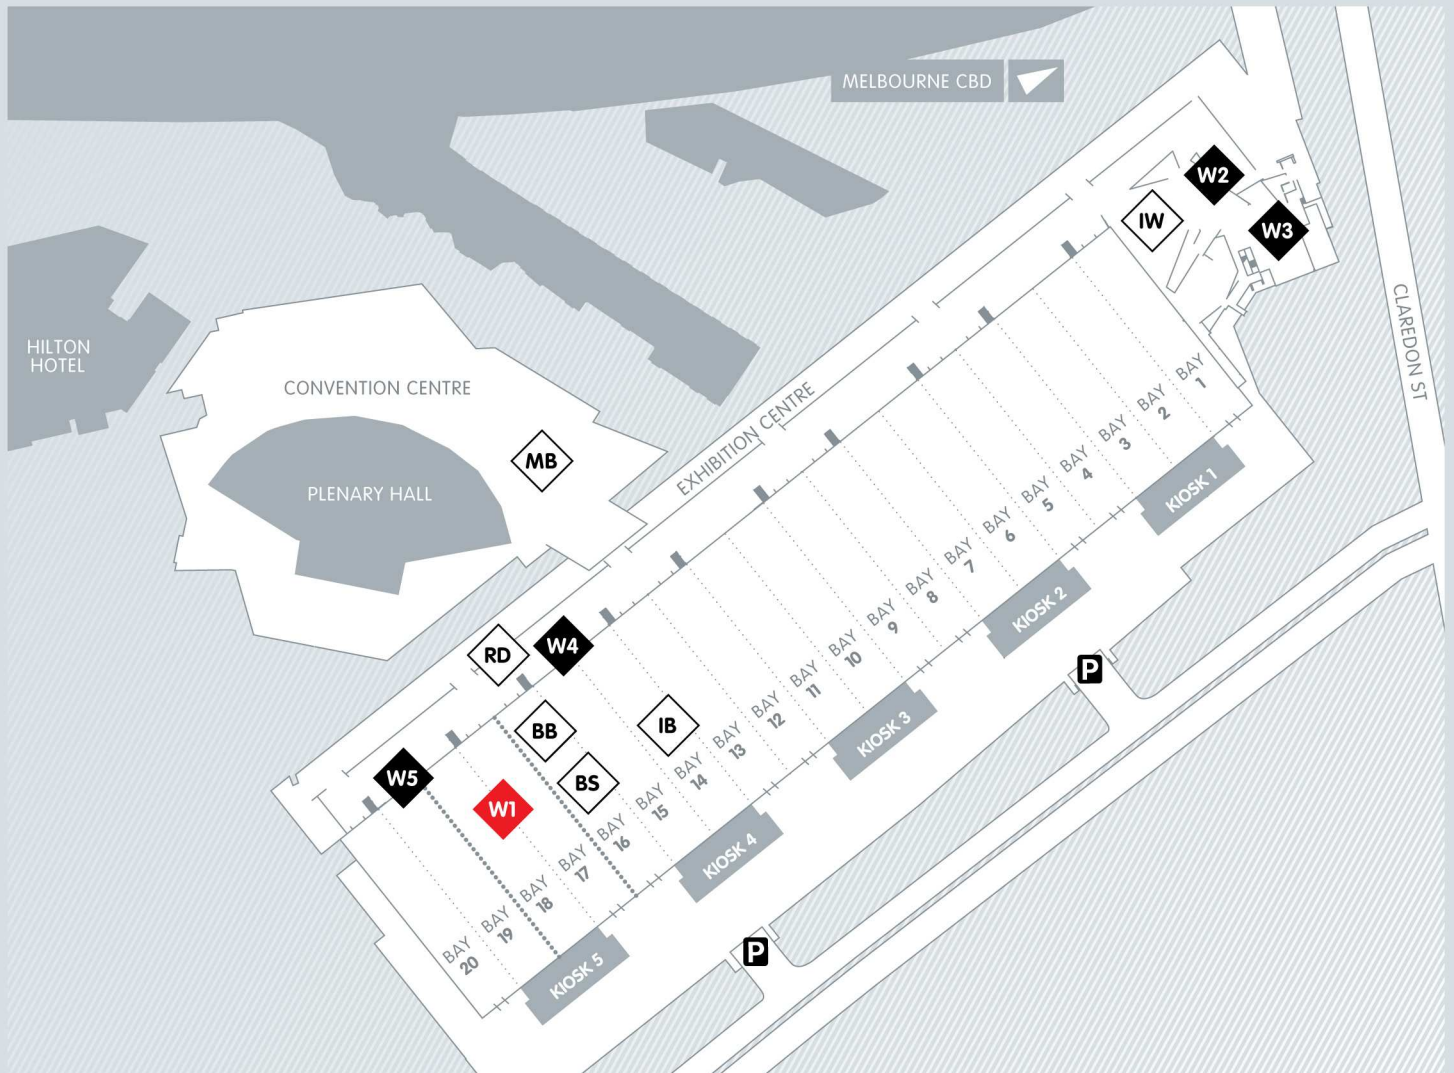 MELBOURNE CBD
W2
IW
W3
CLAREDON ST
HILTON
HOTEL
CONVENTION CENTRE
PLENARY HALL
MB
EXHIBITION CENTRE
BAY
1
BAY
2
BAY
3
BAY
4
BAY
5
BAY
6
BAY
7
BAY
8
BAY
9
BAY
10
BAY
11
BAY
12
BAY
13
BAY
14
BAY
15
BAY
16
BAY
17
BAY
18
BAY
19
BAY
20
KIOSK 1
KIOSK 2
KIOSK 3
KIOSK 4
KIOSK 5
RD
W4
BB
IB
BS
W5
W1
P
P